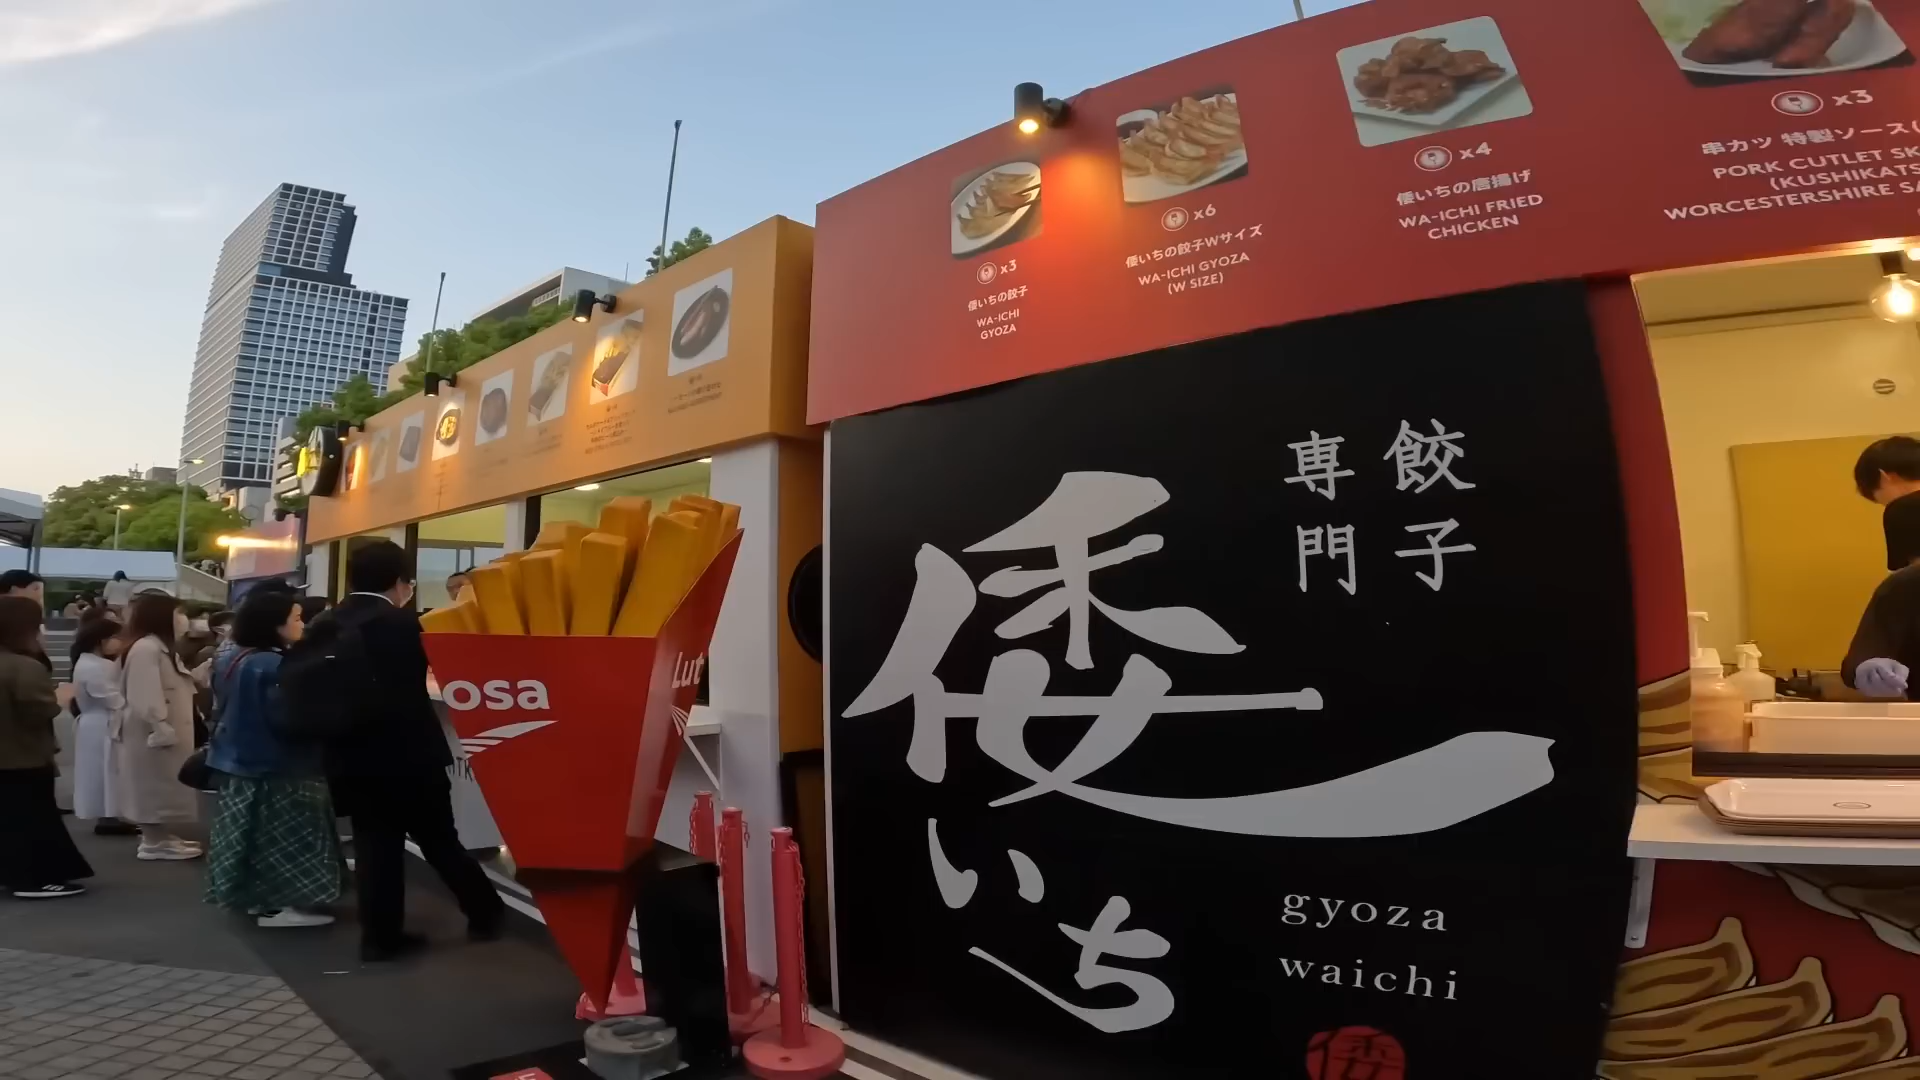 x3
倭いちの餃子
WA-ICHI
GYOZA
x6
倭いちの餃子Wサイズ
WA-ICHI GYOZA
(W SIZE)
x4
倭いちの唐揚げ
WA-ICHI FRIED
CHICKEN
x3
串カツ 特製ソース
PORK CUTLET SK
(KUSHIKATS
WORCESTERSHIRE SA
餃子
専門
倭いち
gyoza
waichi
倭
osa
Lut